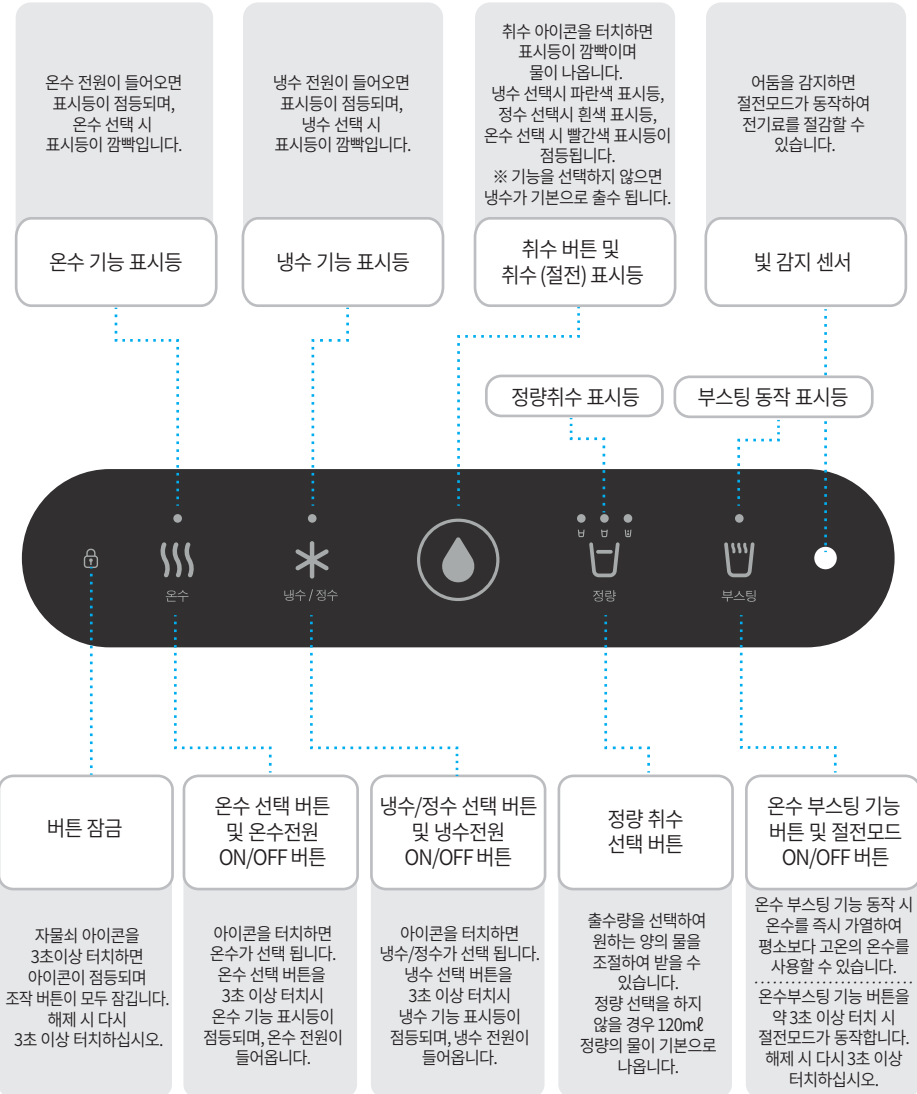 온수 전원이 들어오면
표시등이 점등되며,
온수 선택 시
표시등이 깜빡입니다.
온수 기능 표시등
냉수 전원이 들어오면
표시등이 점등되며,
냉수 선택 시
표시등이 깜빡입니다.
냉수 기능 표시등
취수 아이콘을 터치하면
표시등이 깜빡이며
물이 나옵니다.
냉수 선택시 파란색 표시등,
정수 선택시 흰색 표시등,
온수 선택 시 빨간색 표시등이
점등됩니다.
※ 기능을 선택하지 않으면
냉수가 기본으로 출수 됩니다.
취수 버튼 및
취수 (절전) 표시등
어둠을 감지하면
절전모드가 동작하여
전기료를 절감할 수
있습니다.
빛 감지 센서
정량취수 표시등
부스팅 동작 표시등
온수
냉수 / 정수
정량
부스팅
버튼 잠금
자물쇠 아이콘을
3초이상 터치하면
아이콘이 점등되며
조작 버튼이 모두 잠깁니다.
해제 시 다시
3초 이상 터치하십시오.
온수 선택 버튼
및 온수전원
ON/OFF 버튼
아이콘을 터치하면
온수가 선택 됩니다.
온수 선택 버튼을
3초 이상 터치시
온수 기능 표시등이
점등되며, 온수 전원이
들어옵니다.
냉수/정수 선택 버튼
및 냉수전원
ON/OFF 버튼
아이콘을 터치하면
냉수/정수가 선택 됩니다.
냉수 선택 버튼을
3초 이상 터치시
냉수 기능 표시등이
점등되며, 냉수 전원이
들어옵니다.
정량 취수
선택 버튼
출수량을 선택하여
원하는 양의 물을
조절하여 받을 수
있습니다.
정량 선택을 하지
않을 경우 120㎖
정량의 물이 기본으로
나옵니다.
온수 부스팅 기능
버튼 및 절전모드
ON/OFF 버튼
온수 부스팅 기능 동작 시
온수를 즉시 가열하여
평소보다 고온의 온수를
사용할 수 있습니다.
온수부스팅 기능 버튼을
약 3초 이상 터치 시
절전모드가 동작합니다.
해제 시 다시 3초 이상
터치하십시오.